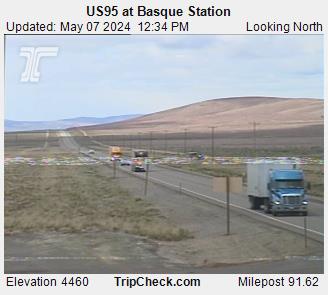 US95 at Basque Station
Updated: May 07 2024 12:34 PM Looking North
Elevation 4460 TripCheck.com Milepost 91.62